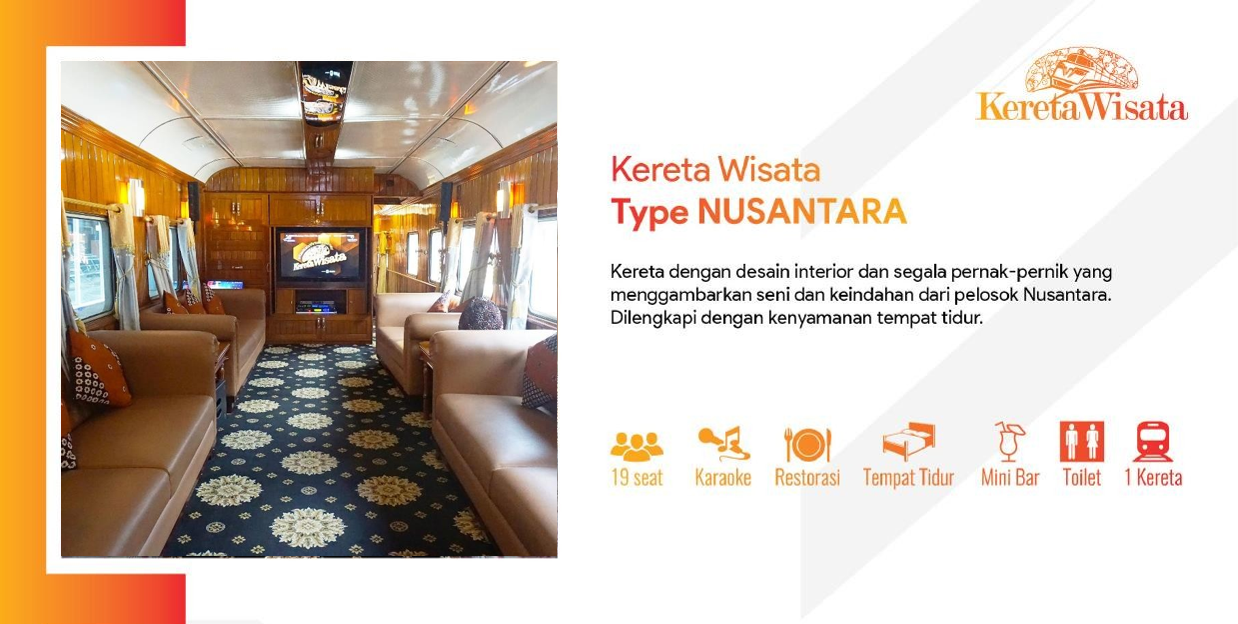 KeretaWisata
Kereta Wisata
Type NUSANTARA
Kereta dengan desain interior dan segala pernak-pernik yang
menggambarkan seni dan keindahan dari pelosok Nusantara.
Dilengkapi dengan kenyamanan tempat tidur.
19 seat
Karaoke
Restorasi
Tempat Tidur
Mini Bar
Toilet
1 Kereta
KeretaWisata